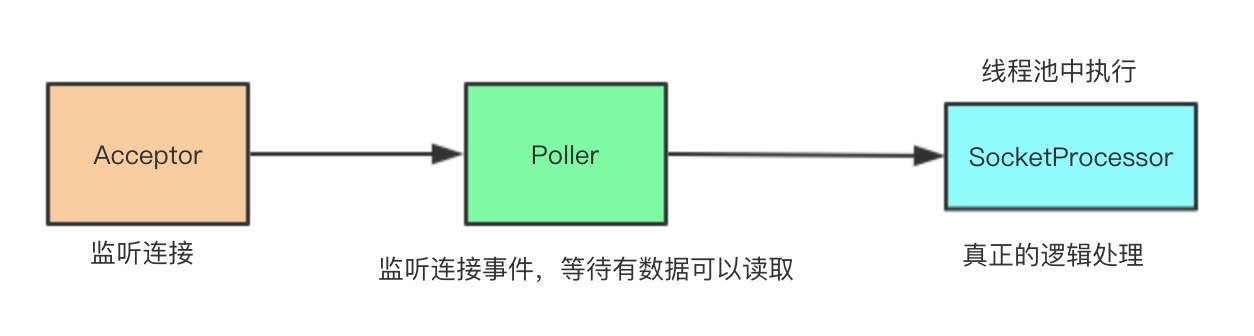 线程池中执行
Acceptor
Poller
SocketProcessor
监听连接
监听连接事件，等待有数据可以读取
真正的逻辑处理